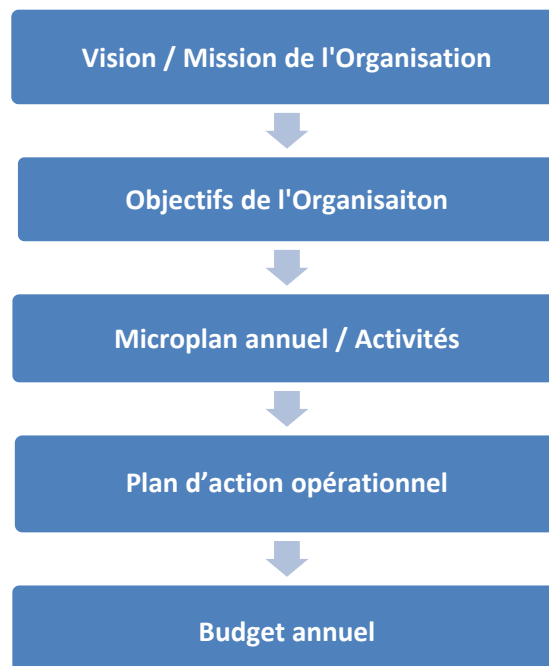 Vision / Mission de l'Organisation
Objectifs de l'Organisaiton
Microplan annuel / Activités
Plan d’action opérationnel
Budget annuel